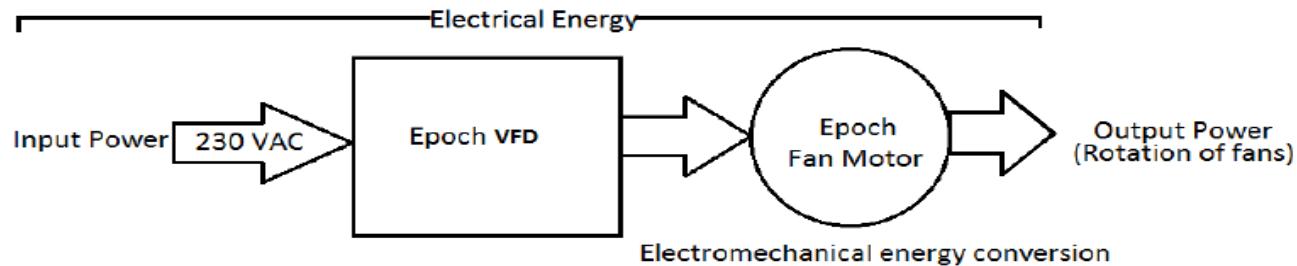 Electrical Energy
Input Power
230 VAC
Epoch VFD
Epoch
Fan Motor
Output Power
(Rotation of fans)
Electromechanical energy conversion